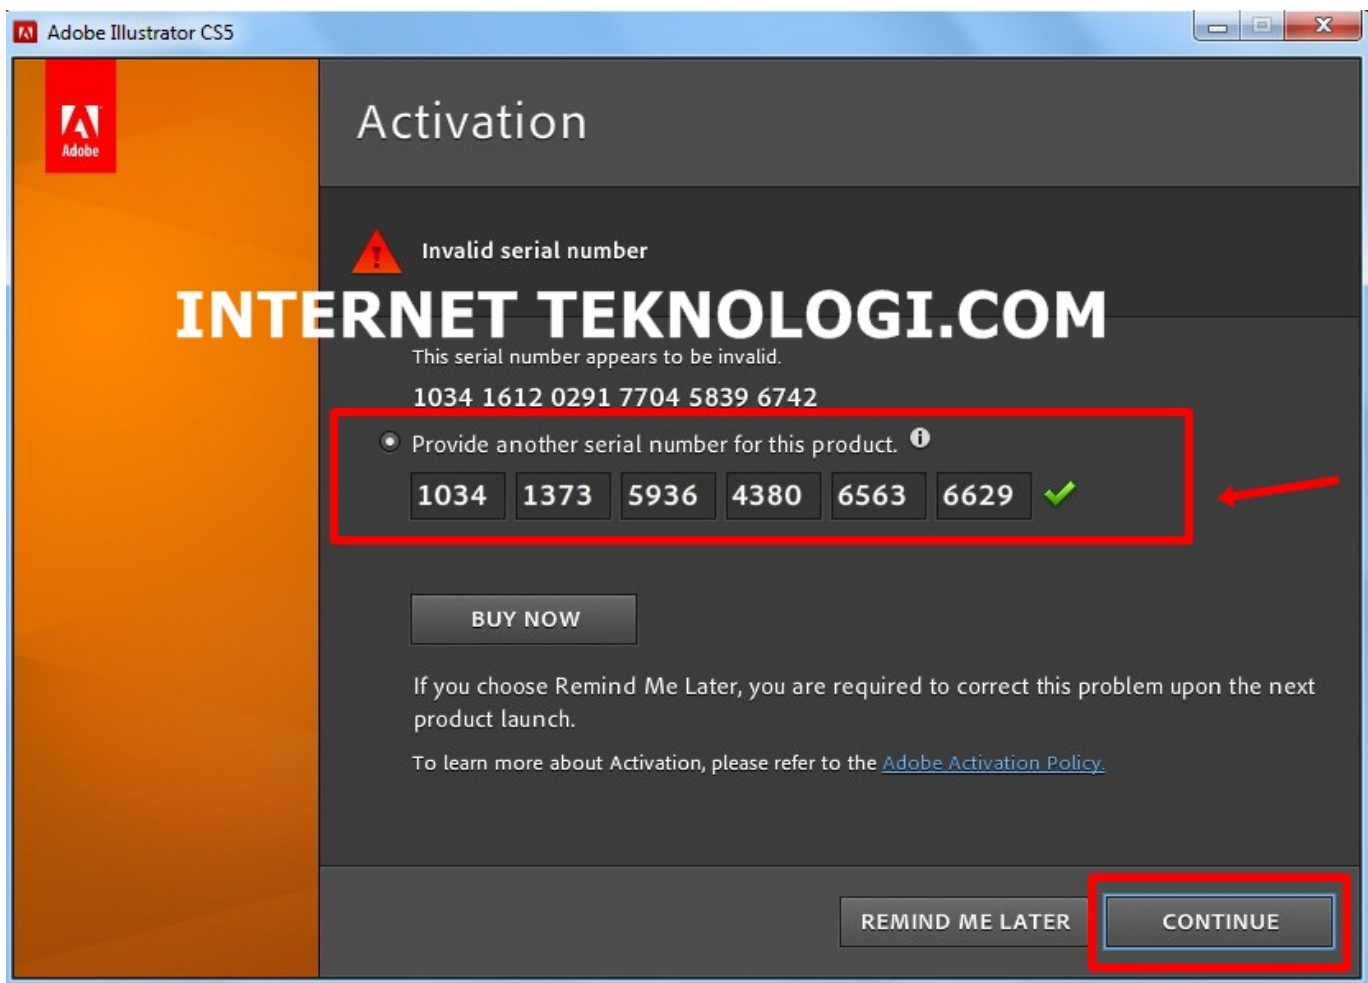 Adobe Illustrator CS5
Adobe
Activation
Invalid serial number
INTERNET TEKNOLOGI.COM
This serial number appears to be invalid.
1034 1612 0291 7704 5839 6742
Provide another serial number for this product.
1034 1373 5936 4380 6563 6629
BUY NOW
If you choose Remind Me Later, you are required to correct this problem upon the next
product launch.
To learn more about Activation, please refer to the Adobe Activation Policy.
REMIND ME LATER CONTINUE